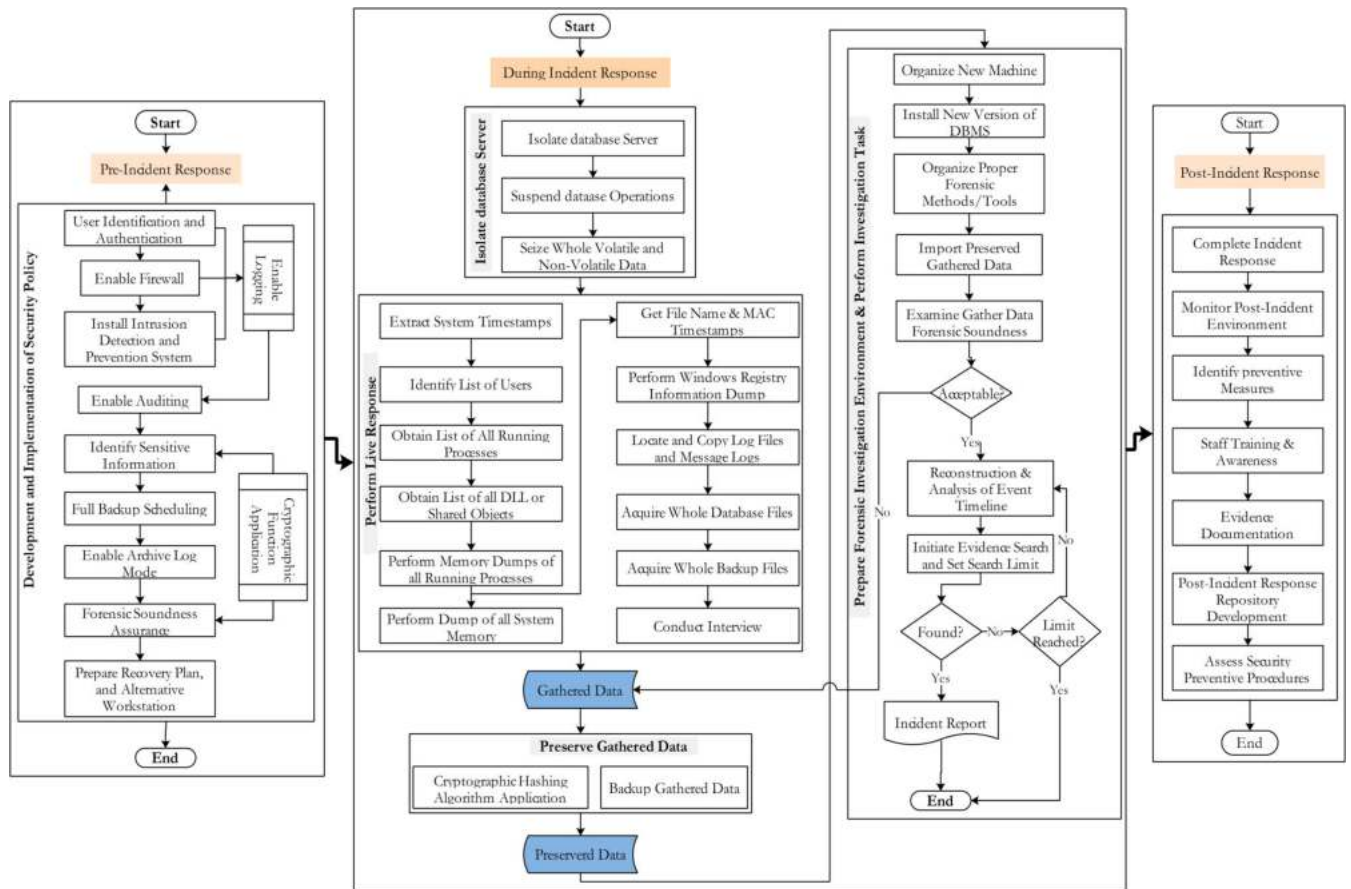 Start
Pre-Incident Response
Development and Implementation of Security Policy
User Identification and
Authentication
Enable Firewall
Install Intrusion
Detection and
Prevention System
Enable
Logging
Enable Auditing
Identify Sensitive
Information
Full Backup Scheduling
Enable Archive Log
Mode
Forensic Soundness
Assurance
Prepare Recovery Plan,
and Alternative
Workstation
Cryptographic
Function
Application
End
Start
During Incident Response
Isolate database Server
Isolate database Server
Suspend dataase Operations
Seize Whole Volatile and
Non-Volatile Data
Perform Live Response
Extract System Timestamps
Identify List of Users
Obtain List of All Running
Processes
Obtain List of all DLL or
Shared Objects
Perform Memory Dumps of
all Running Processes
Perform Dump of all System
Memory
Get File Name & MAC
Timestamps
Perform Windows Registry
Information Dump
Locate and Copy Log Files
and Message Logs
Acquire Whole Database Files
Acquire Whole Backup Files
Conduct Interview
Gathered Data
Preserve Gathered Data
Cryptographic Hashing
Algorithm Application
Backup Gathered Data
Preserverd Data
Prepare Forensic Investigation Environment & Perform Investigation Task
Organize New Machine
Install New Version of
DBMS
Organize Proper
Forensic
Methods/Tools
Import Preserved
Gathered Data
Examine Gather Data
Forensic Soundness
Acceptable?
Yes
No
Reconstruction &
Analysis of Event
Timeline
Initiate Evidence Search
and Set Search Limit
No
Found?
No
Limit
Reached?
Yes
Yes
Incident Report
End
Start
Post-Incident Response
Complete Incident
Response
Monitor Post-Incident
Environment
Identify preventive
Measures
Staff Training &
Awareness
Evidence
Documentation
Post-Incident Response
Repository
Development
Assess Security
Preventive Procedures
End